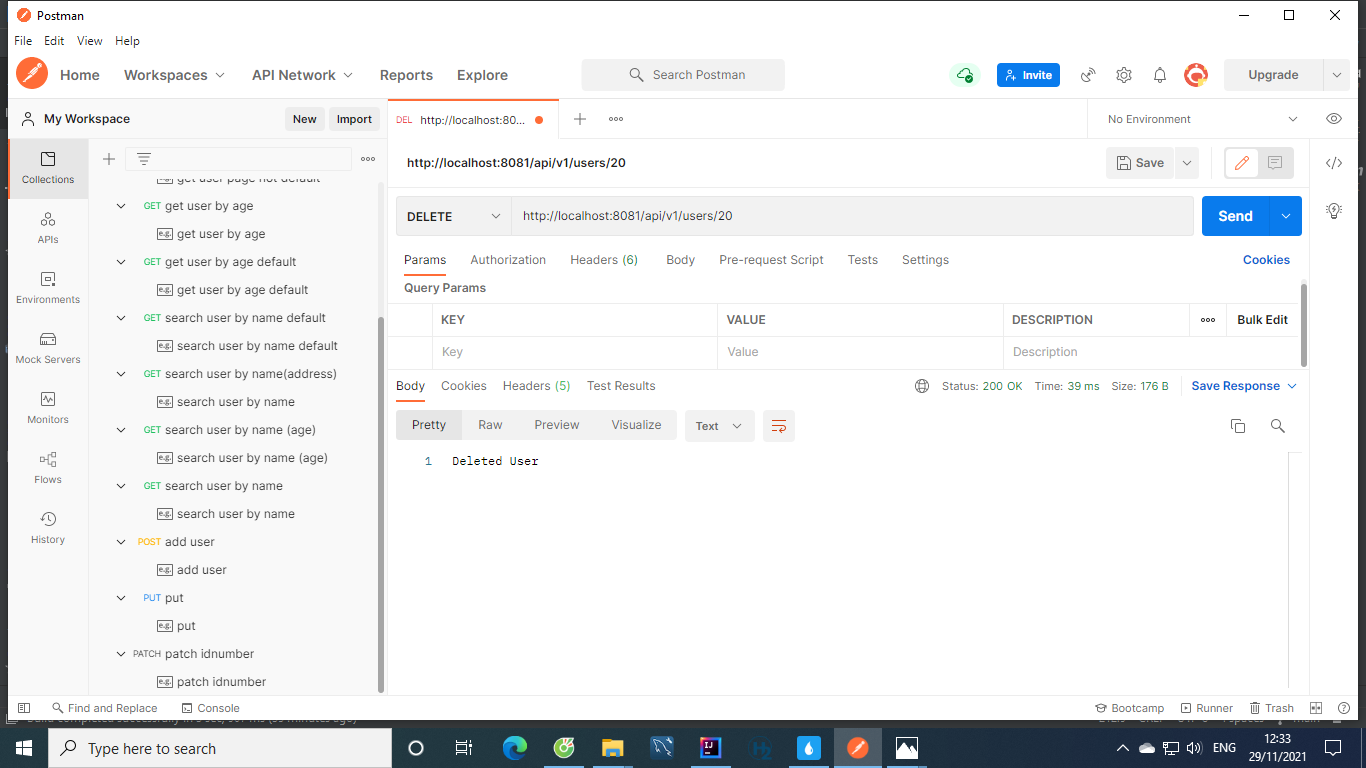 Postman
File Edit View Help
Home Workspaces API Network Reports Explore Search Postman Invite Upgrade
My Workspace New Import DEL http://localhost:80... No Environment
Collections
APIs
Environments
Mock Servers
Monitors
Flows
History
get user page not default
GET get user by age
e.g. get user by age
GET get user by age default
e.g. get user by age default
GET search user by name default
e.g. search user by name default
GET search user by name(address)
e.g. search user by name
GET search user by name (age)
e.g. search user by name (age)
GET search user by name
e.g. search user by name
POST add user
e.g. add user
PUT put
e.g. put
PATCH patch idnumber
e.g. patch idnumber
http://localhost:8081/api/v1/users/20 Save
DELETE http://localhost:8081/api/v1/users/20 Send
Params Authorization Headers (6) Body Pre-request Script Tests Settings Cookies
Query Params
KEY VALUE DESCRIPTION Bulk Edit
Key Value Description
Body Cookies Headers (5) Test Results Status: 200 OK Time: 39 ms Size: 176 B Save Response
Pretty Raw Preview Visualize Text
1 Deleted User
Find and Replace Console Bootcamp Runner Trash
Type here to search ENG 12:33
29/11/2021